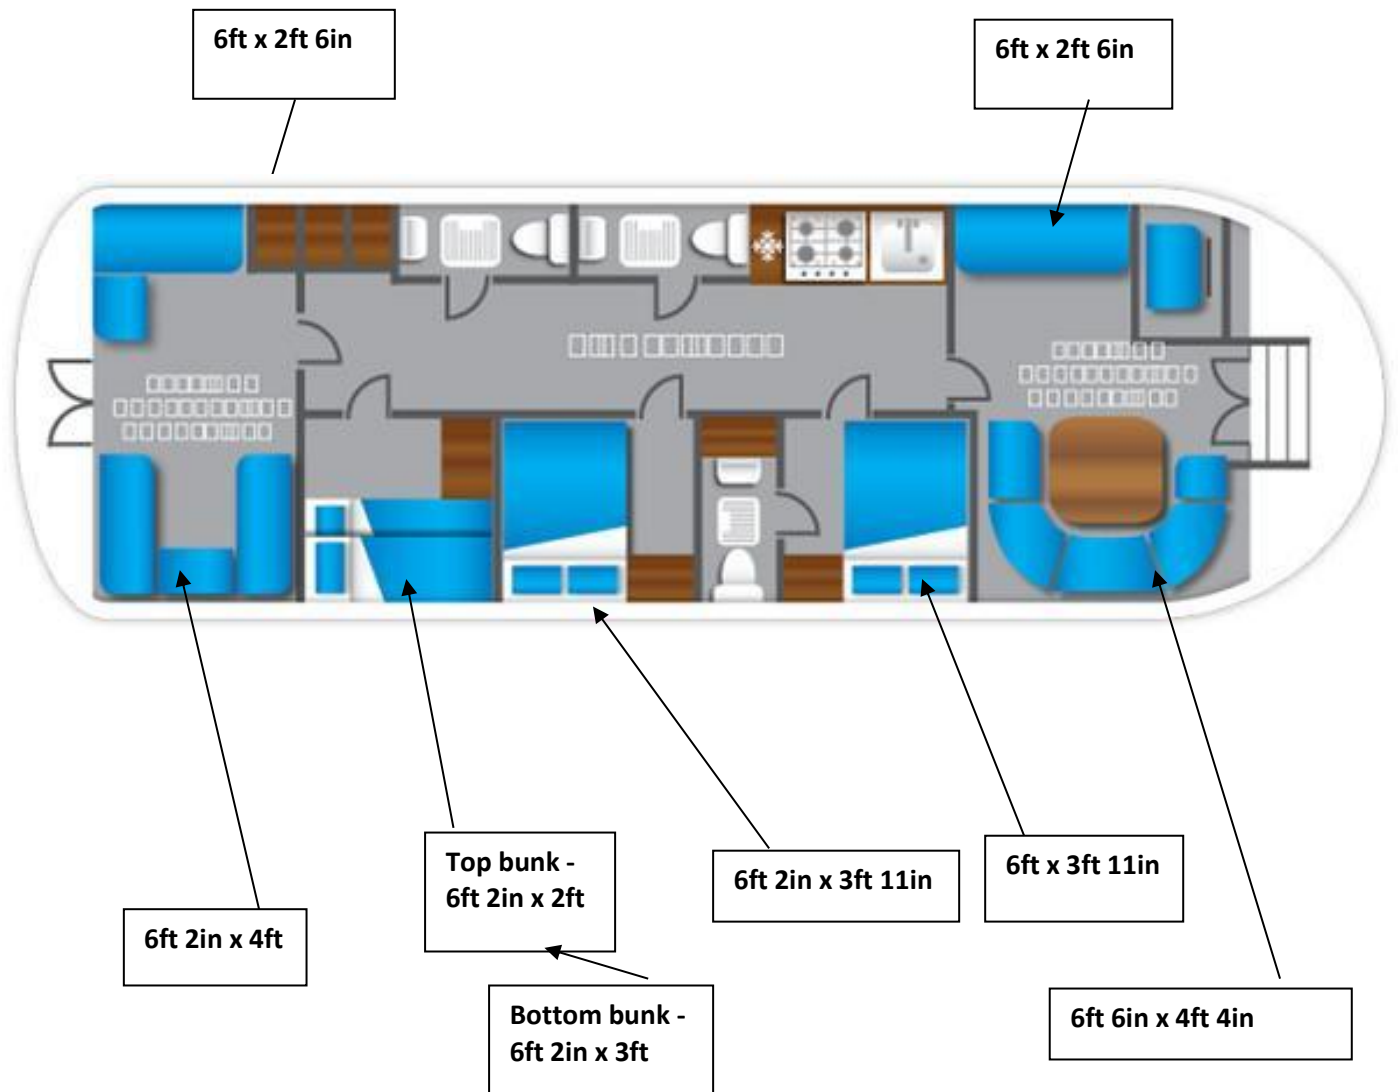 6ft x 2ft 6in
6ft x 2ft 6in
Top bunk -
6ft 2in x 2ft
6ft 2in x 3ft 11in
6ft x 3ft 11in
6ft 2in x 4ft
Bottom bunk -
6ft 2in x 3ft
6ft 6in x 4ft 4in